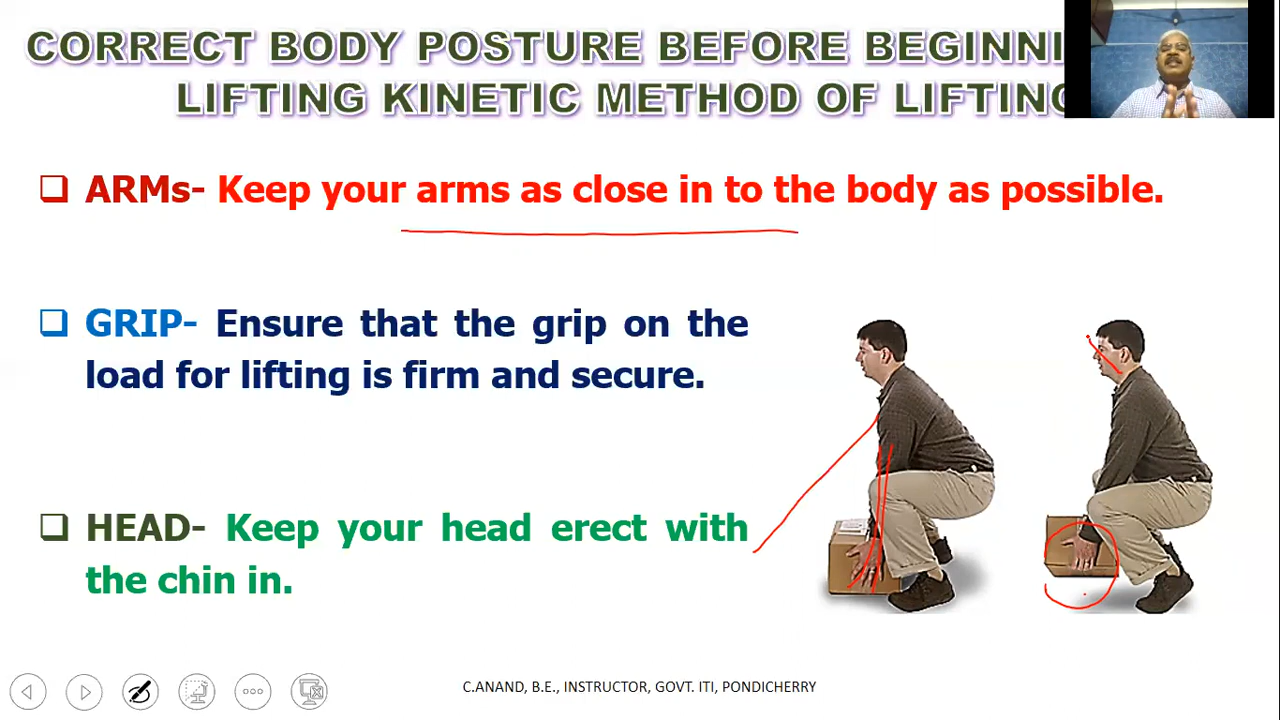 CORRECT BODY POSTURE BEFORE
LIFTING KINETIC METHOD OF
❑ ARMs- Keep your arms as close in to the body as possible.
❑ GRIP- Ensure that the grip on the
load for lifting is firm and secure.
❑ HEAD- Keep your head erect with
the chin in.
C.ANAND, B.E., INSTRUCTOR, GOVT. ITI, PONDICHERRY